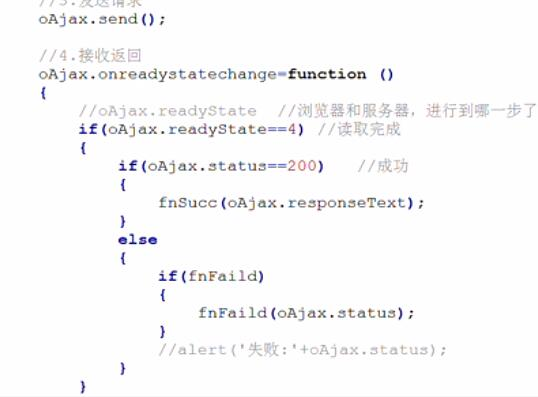 //3.发送请求
oAjax.send();
//4.接收返回
oAjax.onreadystatechange=function ()
{
//oAjax.readyState //浏览器和服务器，进行到哪一步了
if(oAjax.readyState==4) //读取完成
{
if(oAjax.status==200) //成功
{
fnSucc(oAjax.responseText);
}
else
{
if(fnFaild)
{
fnFaild(oAjax.status);
}
//alert('失败:'+oAjax.status);
}
}